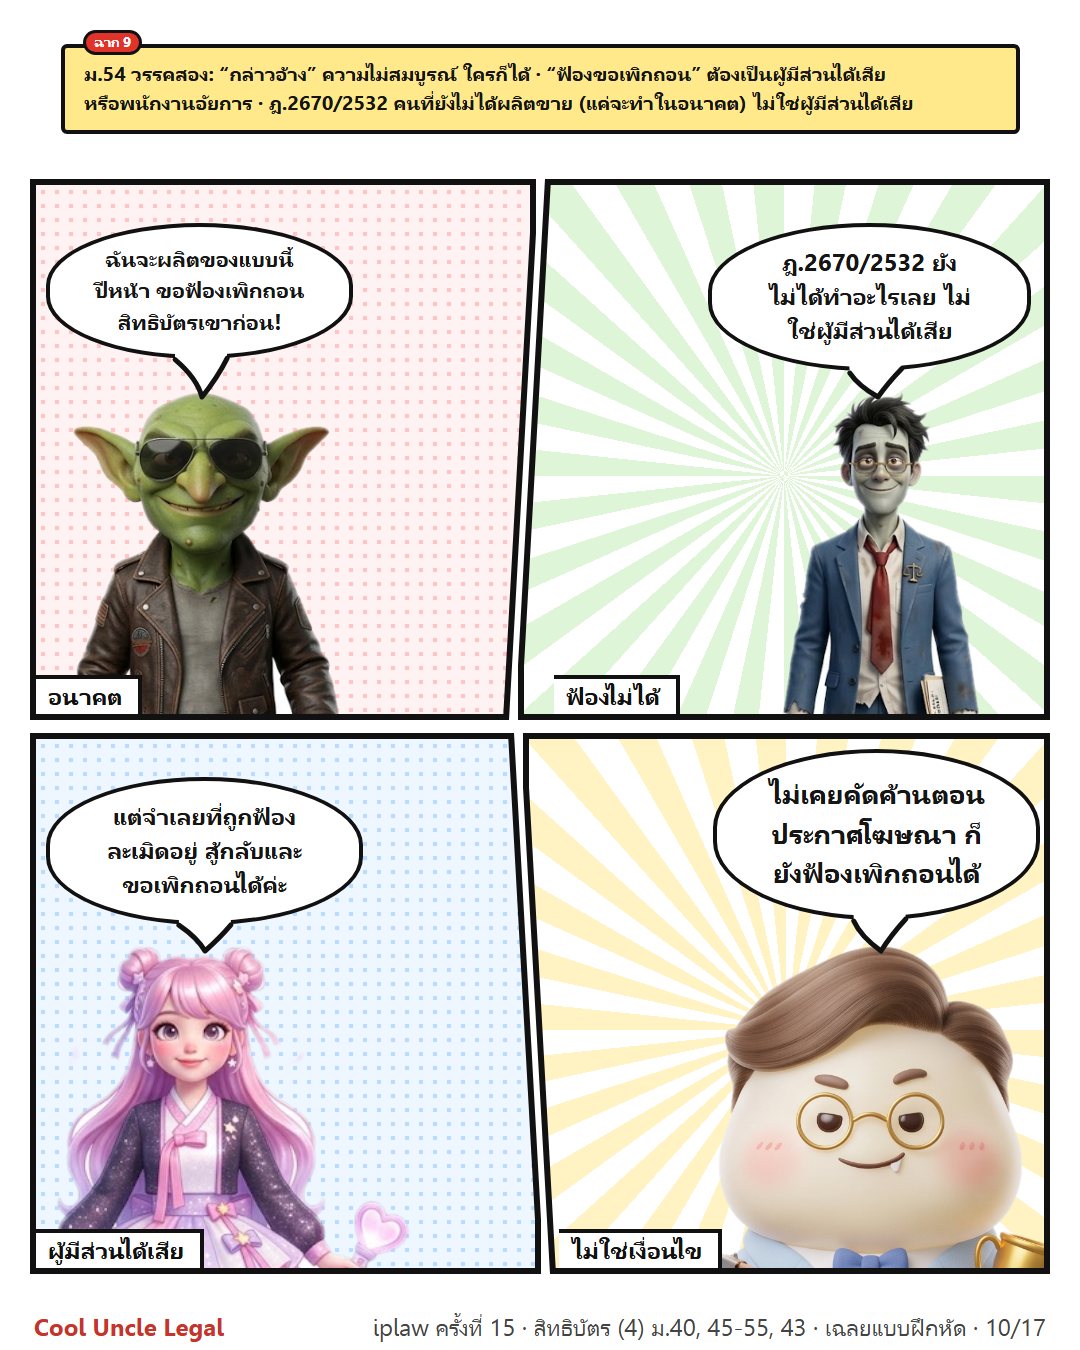 ฉาก 9
ม.54 วรรคสอง: “กล่าวอ้าง” ความไม่สมบูรณ์ ใครก็ได้ · “ฟ้องขอเพิกถอน” ต้องเป็นผู้มีส่วนได้เสีย
หรือพนักงานอัยการ · ฎ.2670/2532 คนที่ยังไม่ได้ผลิตขาย (แค่จะทำในอนาคต) ไม่ใช่ผู้มีส่วนได้เสีย
ฉันจะผลิตของแบบนี้
ปีหน้า ขอฟ้องเพิกถอน
สิทธิบัตรเขาก่อน!
อนาคต
ฎ.2670/2532 ยัง
ไม่ได้ทำอะไรเลย ไม่
ใช่ผู้มีส่วนได้เสีย
ฟ้องไม่ได้
แต่จำเลยที่ถูกฟ้อง
ละเมิดอยู่ สู้กลับและ
ขอเพิกถอนได้ค่ะ
ผู้มีส่วนได้เสีย
ไม่เคยคัดค้านตอน
ประกาศโฆษณา ก็
ยังฟ้องเพิกถอนได้
ไม่ใช่เงื่อนไข
Cool Uncle Legal
iplaw ครั้งที่ 15 · สิทธิบัตร (4) ม.40, 45-55, 43 · เฉลยแบบฝึกหัด · 10/17